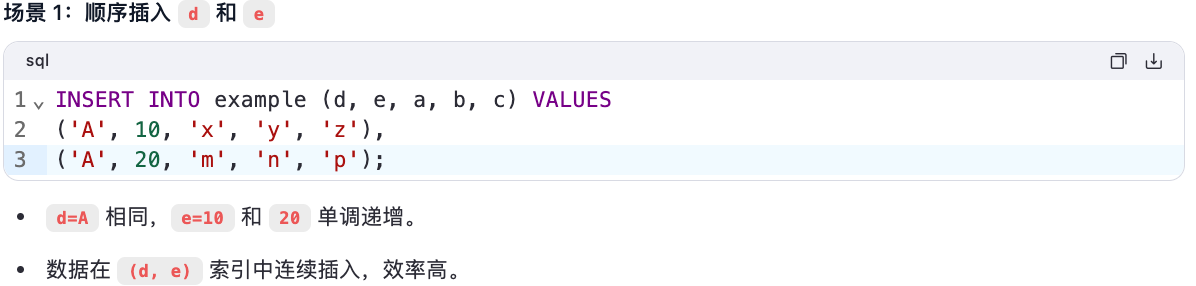 场景 1：顺序插入 d 和 e
sql
1 INSERT INTO example (d, e, a, b, c) VALUES
2 ('A', 10, 'x', 'y', 'z'),
3 ('A', 20, 'm', 'n', 'p');
• d=A 相同，e=10 和 20 单调递增。
• 数据在 (d, e) 索引中连续插入，效率高。